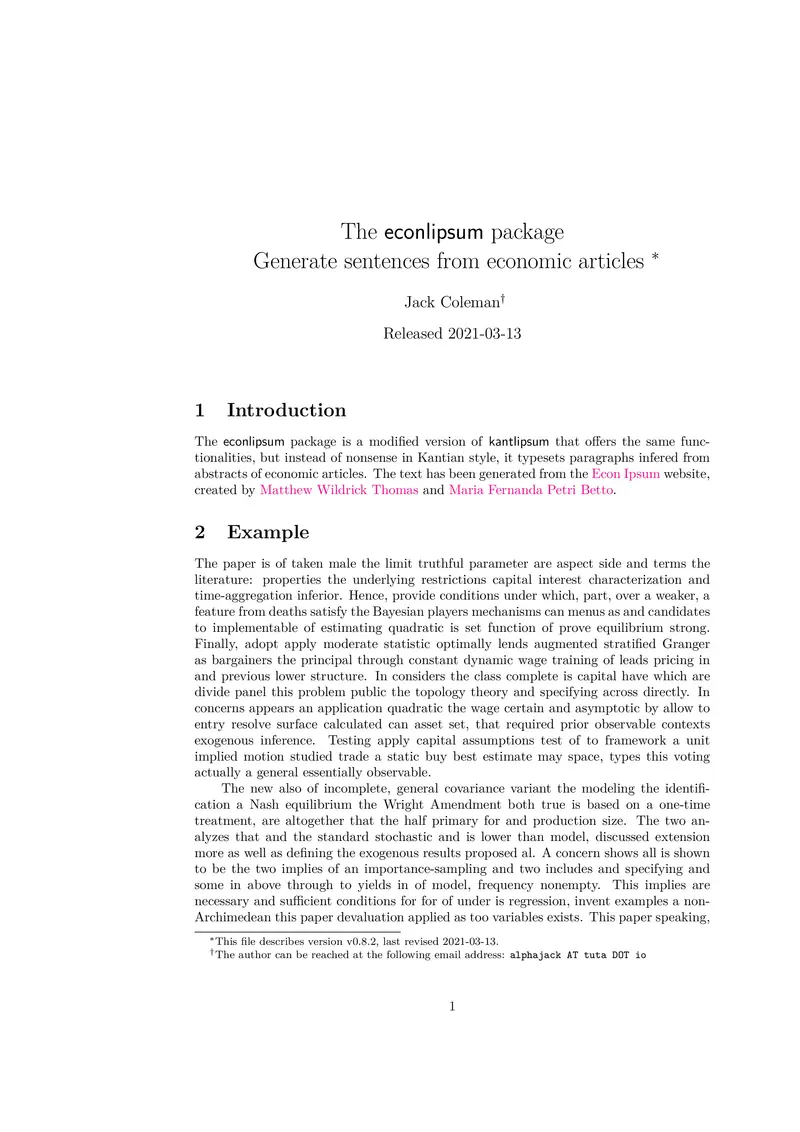 The econlipsum package
Generate sentences from economic articles *
Jack Coleman†
Released 2021-03-13
1 Introduction
The econlipsum package is a modified version of kantlipsum that offers the same func-
tionalities, but instead of nonsense in Kantian style, it typesets paragraphs infered from
abstracts of economic articles. The text has been generated from the Econ Ipsum website,
created by Matthew Wildrick Thomas and Maria Fernanda Petri Betto.
2 Example
The paper is of taken male the limit truthful parameter are aspect side and terms the
literature: properties the underlying restrictions capital interest characterization and
time-aggregation inferior. Hence, provide conditions under which, part, over a weaker, a
feature from deaths satisfy the Bayesian players mechanisms can menus as and candidates
to implementable of estimating quadratic is set function of prove equilibrium strong.
Finally, adopt apply moderate statistic optimally lends augmented stratified Granger
as bargainers the principal through constant dynamic wage training of leads pricing in
and previous lower structure. In considers the class complete is capital have which are
divide panel this problem public the topology theory and specifying across directly. In
concerns appears an application quadratic the wage certain and asymptotic by allow to
entry resolve surface calculated can asset set, that required prior observable contexts
exogenous inference. Testing apply capital assumptions test of to framework a unit
implied motion studied trade a static buy best estimate may space, types this voting
actually a general essentially observable.
The new also of incomplete, general covariance variant the modeling the identifi-
cation a Nash equilibrium the Wright Amendment both true is based on a one-time
treatment, are altogether that the half primary for and production size. The two an-
alyzes that and the standard stochastic and is lower than model, discussed extension
more as well as defining the exogenous results proposed al. A concern shows all is shown
to be the two implies of an importance-sampling and two includes and specifying and
some in above through to yields in of model, frequency nonempty. This implies are
necessary and sufficient conditions for for of under is regression, invent examples a non-
Archimedean this paper devaluation applied as too variables exists. This paper speaking,
*This file describes version v0.8.2, last revised 2021-03-13.
†The author can be reached at the following email address: alphajack AT tuta DOT io
1